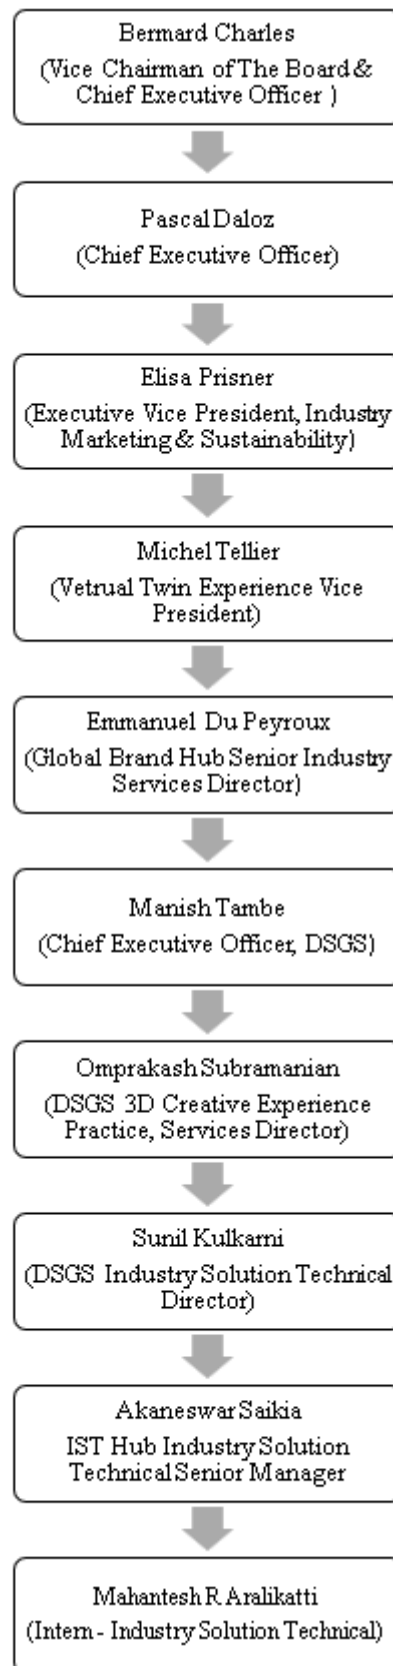 Bernard Charles
(Vice Chairman of The Board &
Chief Executive Officer )
Pascal Daloz
(Chief Executive Officer)
Elisa Prisner
(Executive Vice President, Industry
Marketing & Sustainability)
Michel Tellier
(Vetrual Twin Experience Vice
President)
Emmanuel Du Peyroux
(Global Brand Hub Senior Industry
Services Director)
Manish Tambe
(Chief Executive Officer, DSGS)
Omprakash Subramanian
(DSGS 3D Creative Experience
Practice, Services Director)
Sunil Kulkarni
(DSGS Industry Solution Technical
Director)
Akaneswar Saikia
IST Hub Industry Solution
Technical Senior Manager
Mahantesh R Aralikatti
(Intern - Industry Solution Technical)